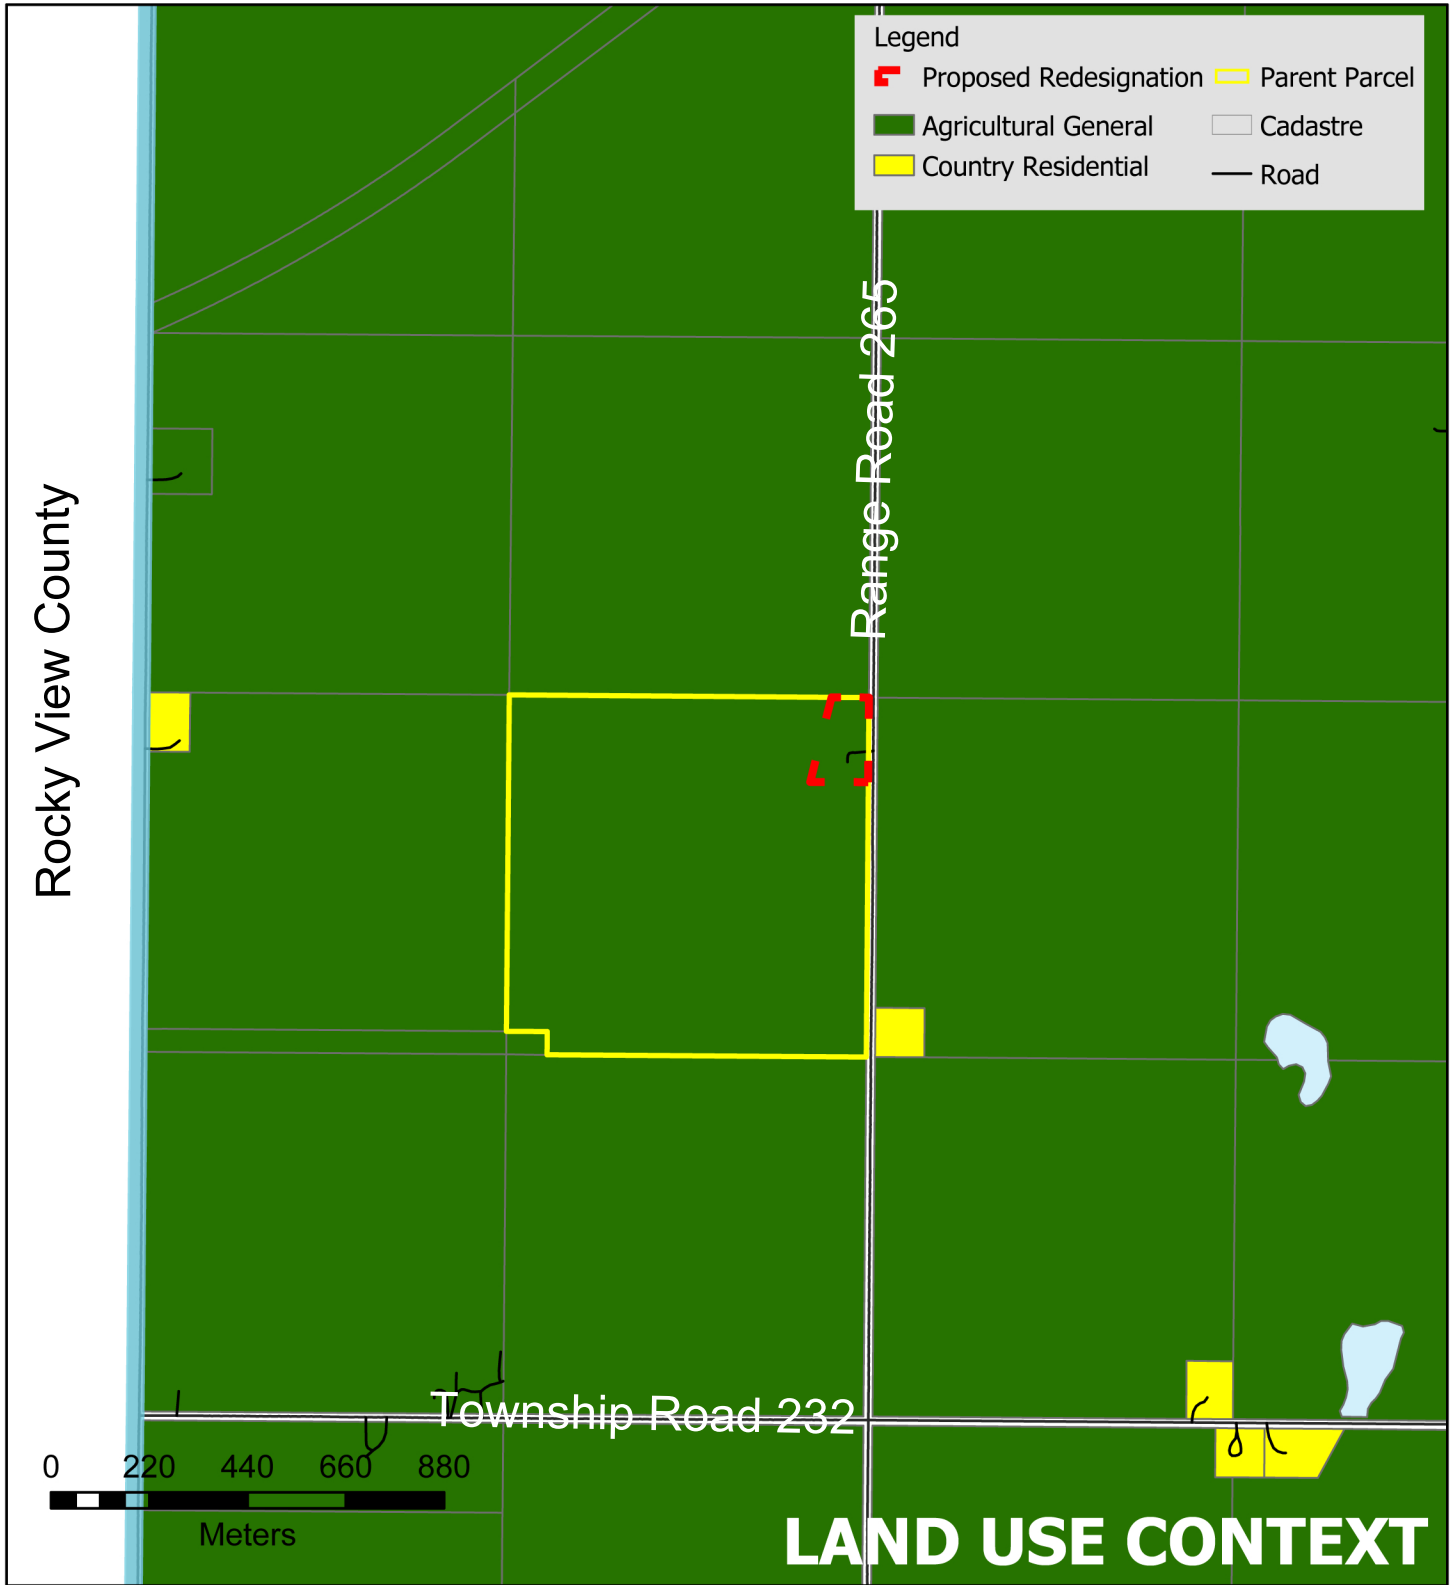 Legend
Proposed Redesignation
Parent Parcel
Agricultural General
Cadastre
Country Residential
Road
Range Road 265
Rocky View County
Township Road 232
0 220 440 660 880
Meters
LAND USE CONTEXT